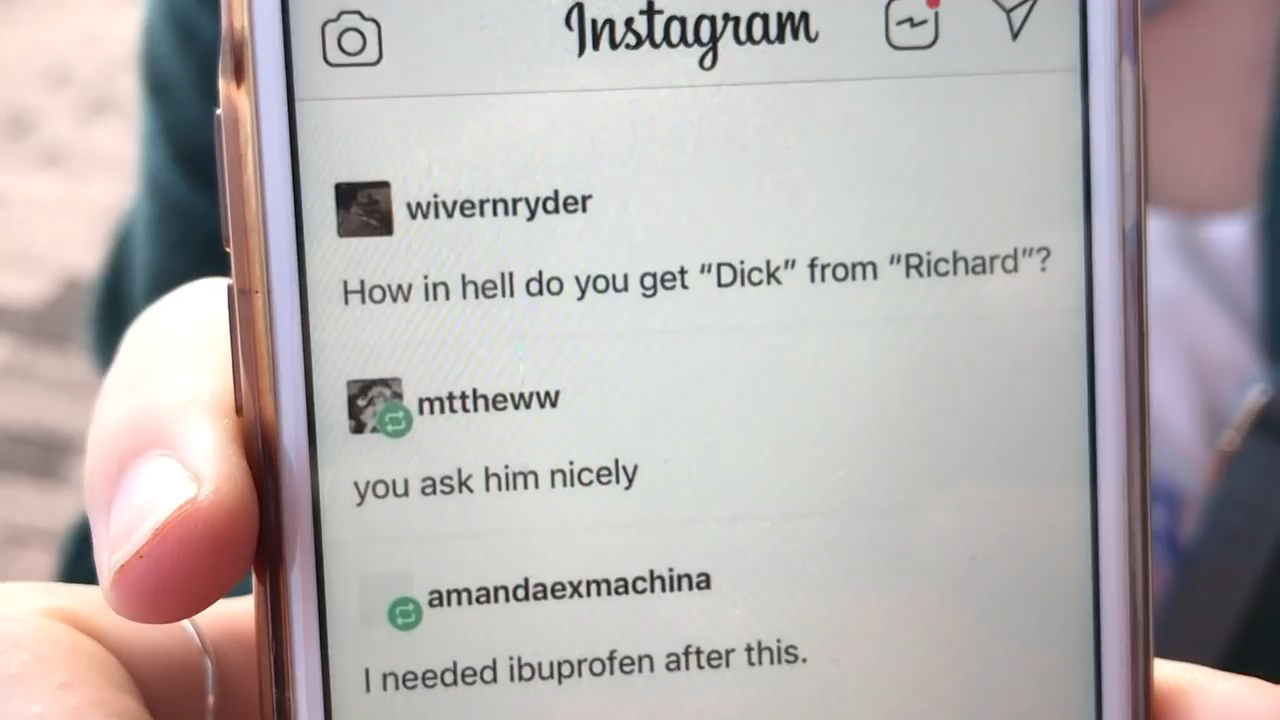 Instagram
wivernryder
How in hell do you get “Dick” from “Richard”?
mttheww
you ask him nicely
amandaexmachina
I needed ibuprofen after this.